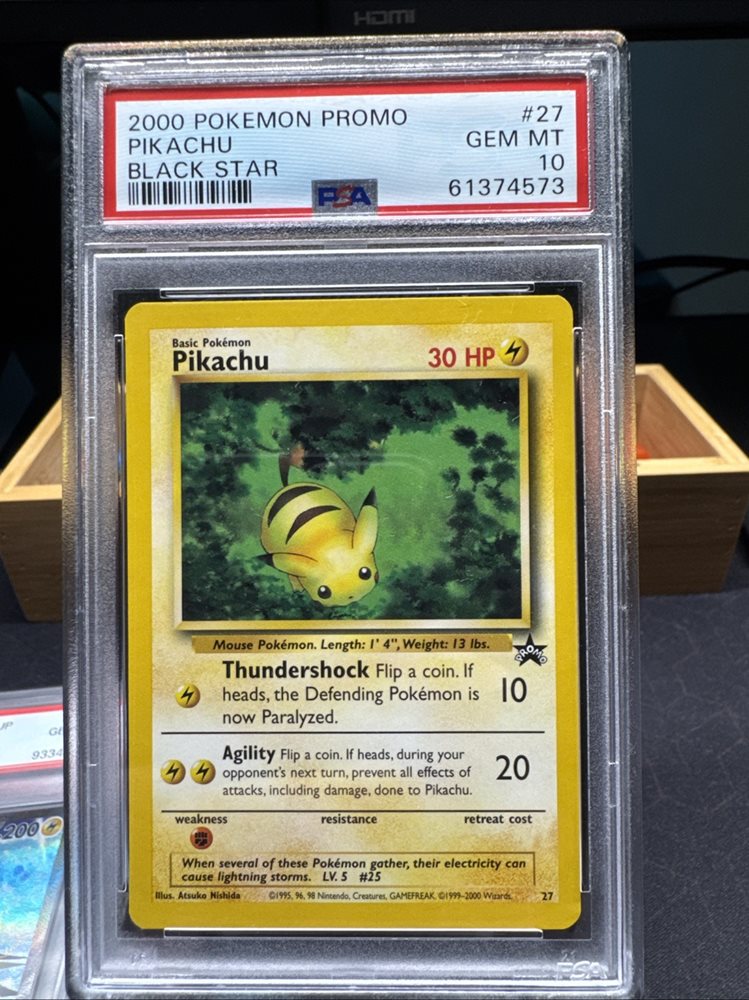 HDMI
2000 POKEMON PROMO #27
PIKACHU GEM MT
BLACK STAR 10
PSA 61374573
Basic Pokémon
Pikachu 30 HP
Mouse Pokémon. Length: 1' 4", Weight: 13 lbs.
PROMO
Thundershock Flip a coin. If
heads, the Defending Pokémon is
now Paralyzed.
10
Agility Flip a coin. If heads, during your
opponent's next turn, prevent all effects of
attacks, including damage, done to Pikachu.
20
weakness resistance retreat cost
When several of these Pokémon gather, their electricity can
cause lightning storms. LV. 5 #25
Illus. Atsuko Nishida ©1995, 96, 98 Nintendo, Creatures, GAMEFREAK. ©1999-2000 Wizards. 27
PSA
9334
200